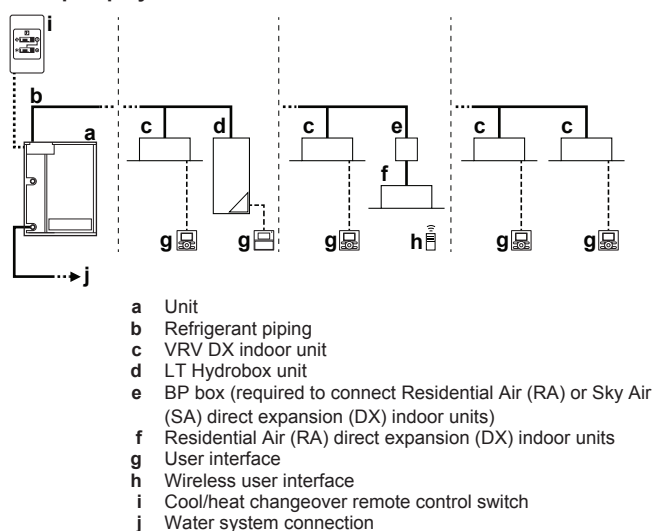 i
b
a
c
d
c
e
c
c
f
g
g
g
h
g
g
j
a Unit
b Refrigerant piping
c VRV DX indoor unit
d LT Hydrobox unit
e BP box (required to connect Residential Air (RA) or Sky Air
(SA) direct expansion (DX) indoor units)
f Residential Air (RA) direct expansion (DX) indoor units
g User interface
h Wireless user interface
i Cool/heat changeover remote control switch
j Water system connection